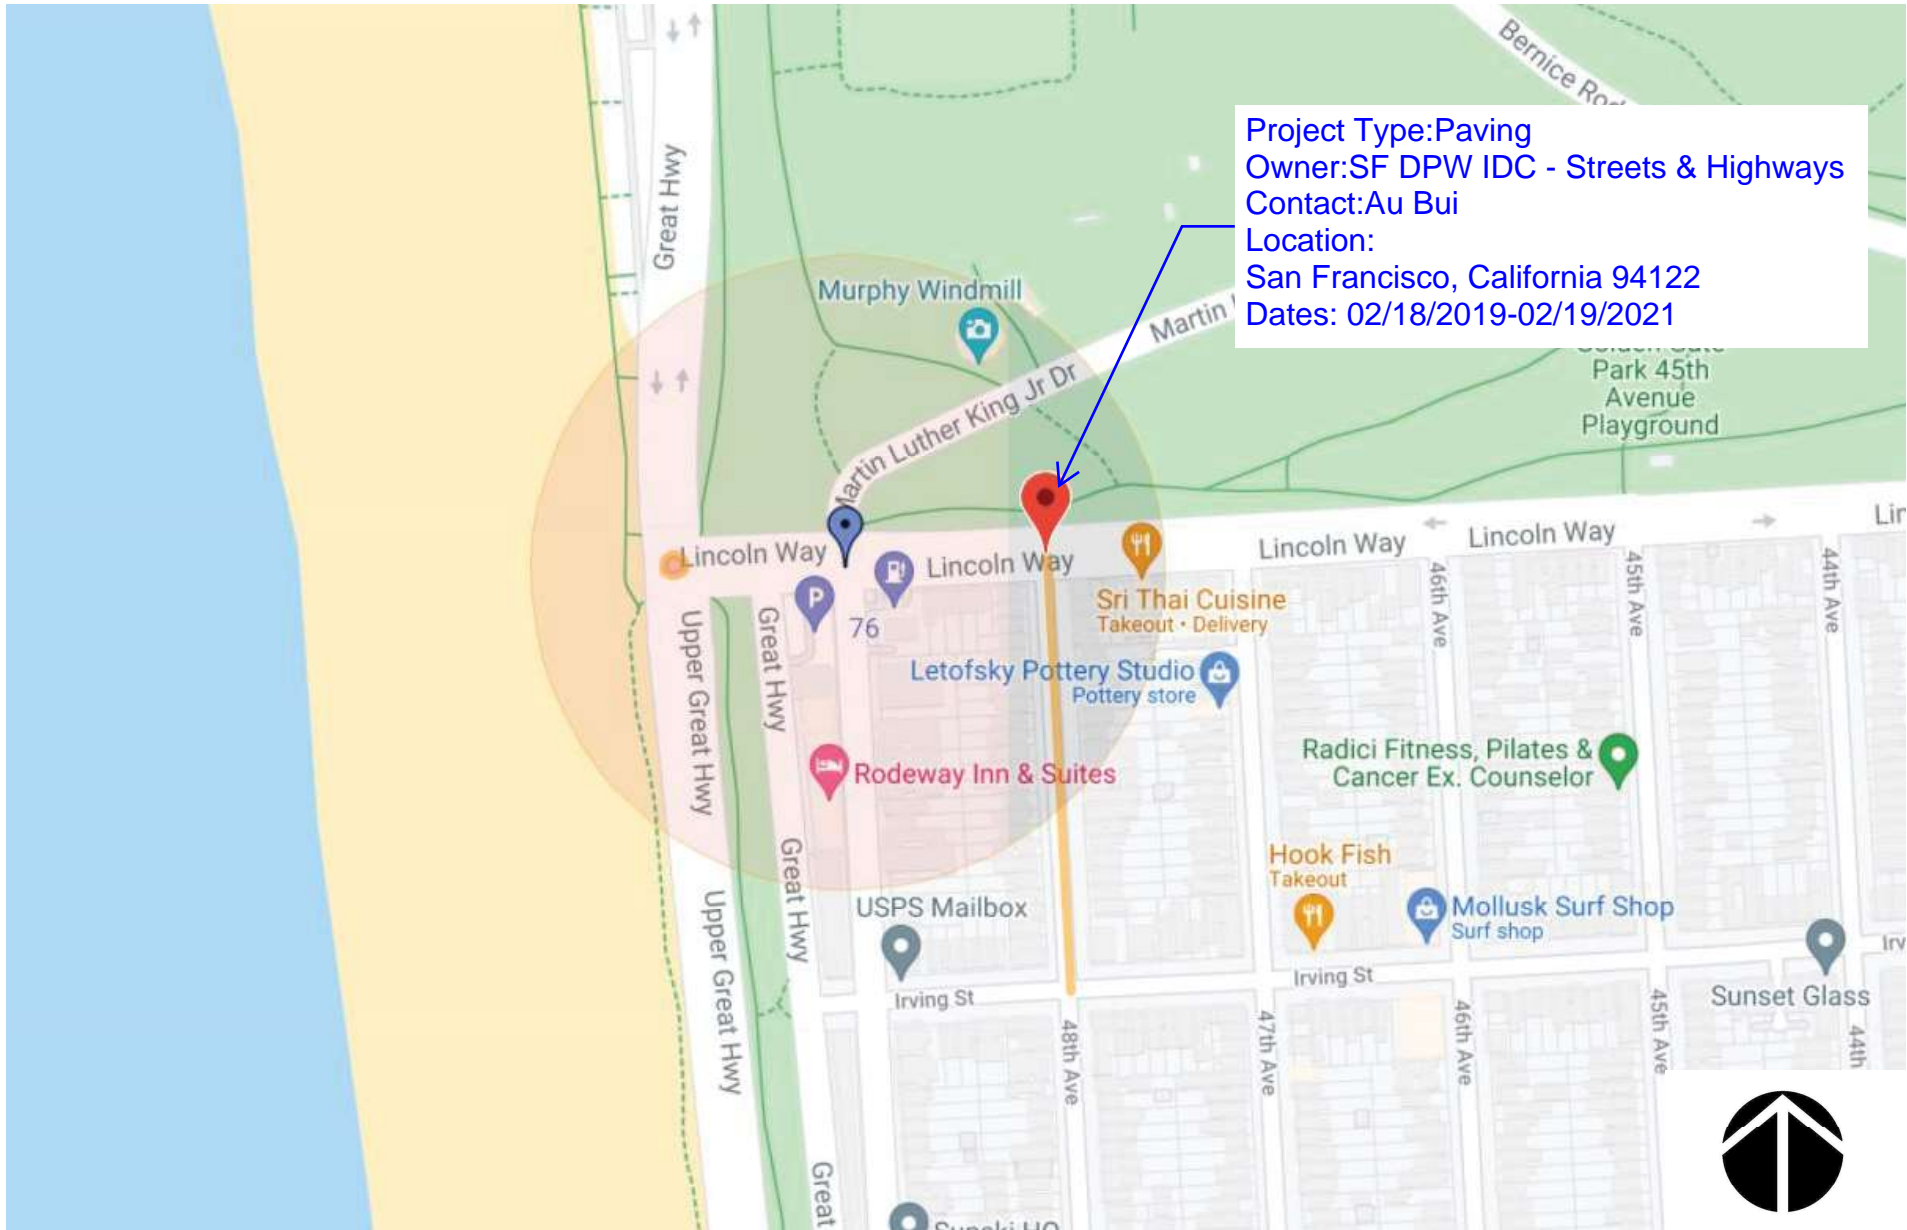 Bernice Rod
Project Type:Paving
Owner:SF DPW IDC - Streets & Highways
Contact:Au Bui
Location:
San Francisco, California 94122
Dates: 02/18/2019-02/19/2021
Great Hwy
Murphy Windmill
Martin
Martin Luther King Jr Dr
Golden Gate
Park 45th
Avenue
Playground
Lincoln Way
Lincoln Way
Lincoln Way
Lincoln Way
Lin
P
76
Sri Thai Cuisine
Takeout • Delivery
46th Ave
45th Ave
44th Ave
Upper Great Hwy
Great Hwy
Letofsky Pottery Studio
Pottery store
Radici Fitness, Pilates &
Cancer Ex. Counselor
Rodeway Inn & Suites
Great Hwy
Hook Fish
Takeout
USPS Mailbox
Mollusk Surf Shop
Surf shop
Upper Great Hwy
Irv
Irving St
Irving St
Sunset Glass
48th Ave
47th Ave
46th Ave
45th Ave
44th
Great
Sunski HQ